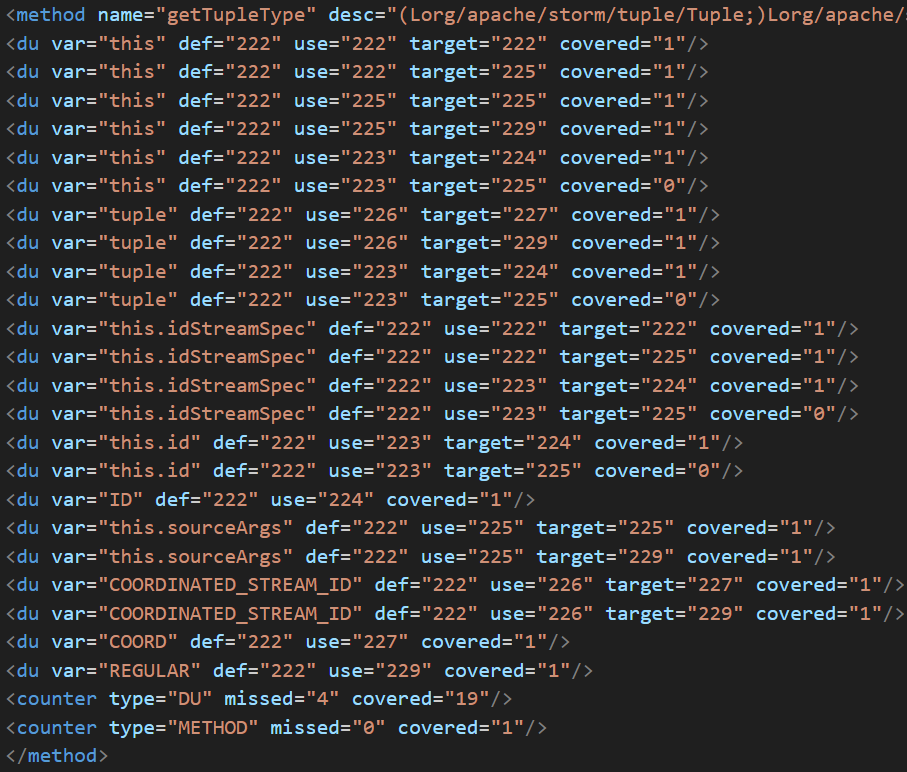 <method name="getTupleType" desc="(Lorg/apache/storm/tuple/Tuple;)Lorg/apache/
<du var="this" def="222" use="222" target="222" covered="1"/>
<du var="this" def="222" use="222" target="225" covered="1"/>
<du var="this" def="222" use="225" target="225" covered="1"/>
<du var="this" def="222" use="225" target="229" covered="1"/>
<du var="this" def="222" use="223" target="224" covered="1"/>
<du var="this" def="222" use="223" target="225" covered="0"/>
<du var="tuple" def="222" use="226" target="227" covered="1"/>
<du var="tuple" def="222" use="226" target="229" covered="1"/>
<du var="tuple" def="222" use="223" target="224" covered="1"/>
<du var="tuple" def="222" use="223" target="225" covered="0"/>
<du var="this.idStreamSpec" def="222" use="222" target="222" covered="1"/>
<du var="this.idStreamSpec" def="222" use="222" target="225" covered="1"/>
<du var="this.idStreamSpec" def="222" use="223" target="224" covered="1"/>
<du var="this.idStreamSpec" def="222" use="223" target="225" covered="0"/>
<du var="this.id" def="222" use="223" target="224" covered="1"/>
<du var="this.id" def="222" use="223" target="225" covered="0"/>
<du var="ID" def="222" use="224" covered="1"/>
<du var="this.sourceArgs" def="222" use="225" target="225" covered="1"/>
<du var="this.sourceArgs" def="222" use="225" target="229" covered="1"/>
<du var="COORDINATED_STREAM_ID" def="222" use="226" target="227" covered="1"/>
<du var="COORDINATED_STREAM_ID" def="222" use="226" target="229" covered="1"/>
<du var="COORD" def="222" use="227" covered="1"/>
<du var="REGULAR" def="222" use="229" covered="1"/>
<counter type="DU" missed="4" covered="19"/>
<counter type="METHOD" missed="0" covered="1"/>
</method>